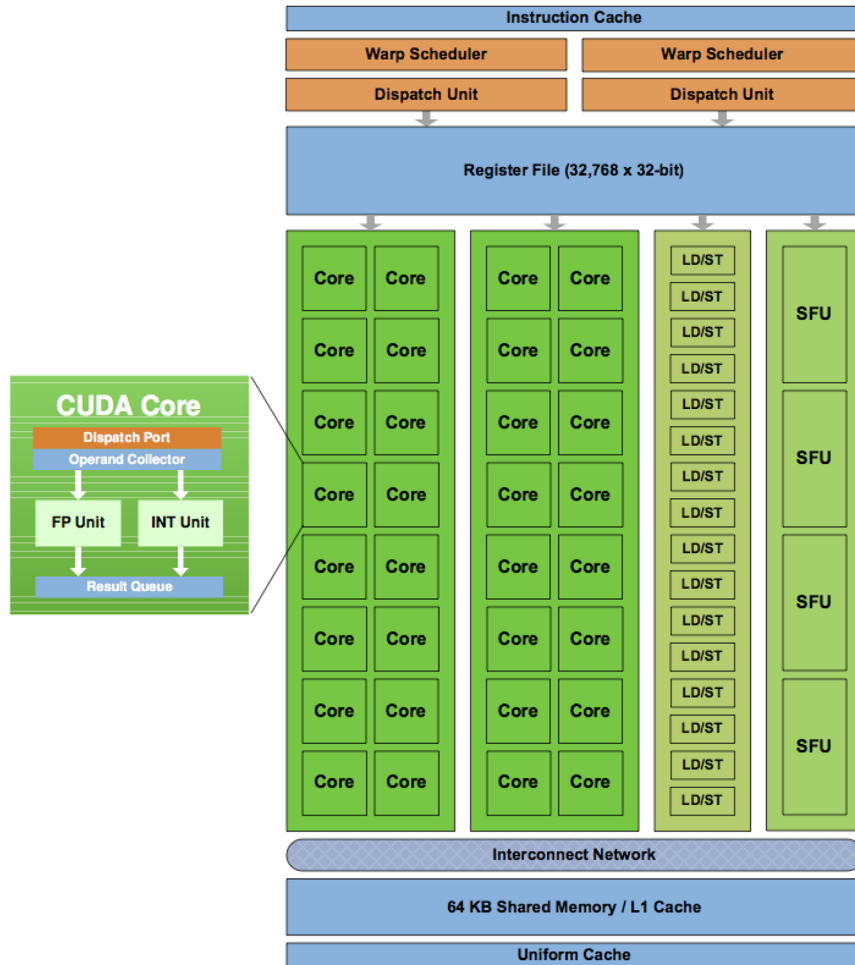 Instruction Cache
Warp Scheduler Warp Scheduler
Dispatch Unit Dispatch Unit
Register File (32,768 x 32-bit)
Core Core Core Core LD/ST
LD/ST
SFU
Core Core Core Core LD/ST
LD/ST
Core Core Core Core LD/ST
LD/ST
SFU
Core Core Core Core LD/ST
LD/ST
Core Core Core Core LD/ST
LD/ST
SFU
Core Core Core Core LD/ST
LD/ST
Core Core Core Core LD/ST
LD/ST
SFU
Core Core Core Core LD/ST
LD/ST
CUDA Core
Dispatch Port
Operand Collector
FP Unit INT Unit
Result Queue
Interconnect Network
64 KB Shared Memory / L1 Cache
Uniform Cache